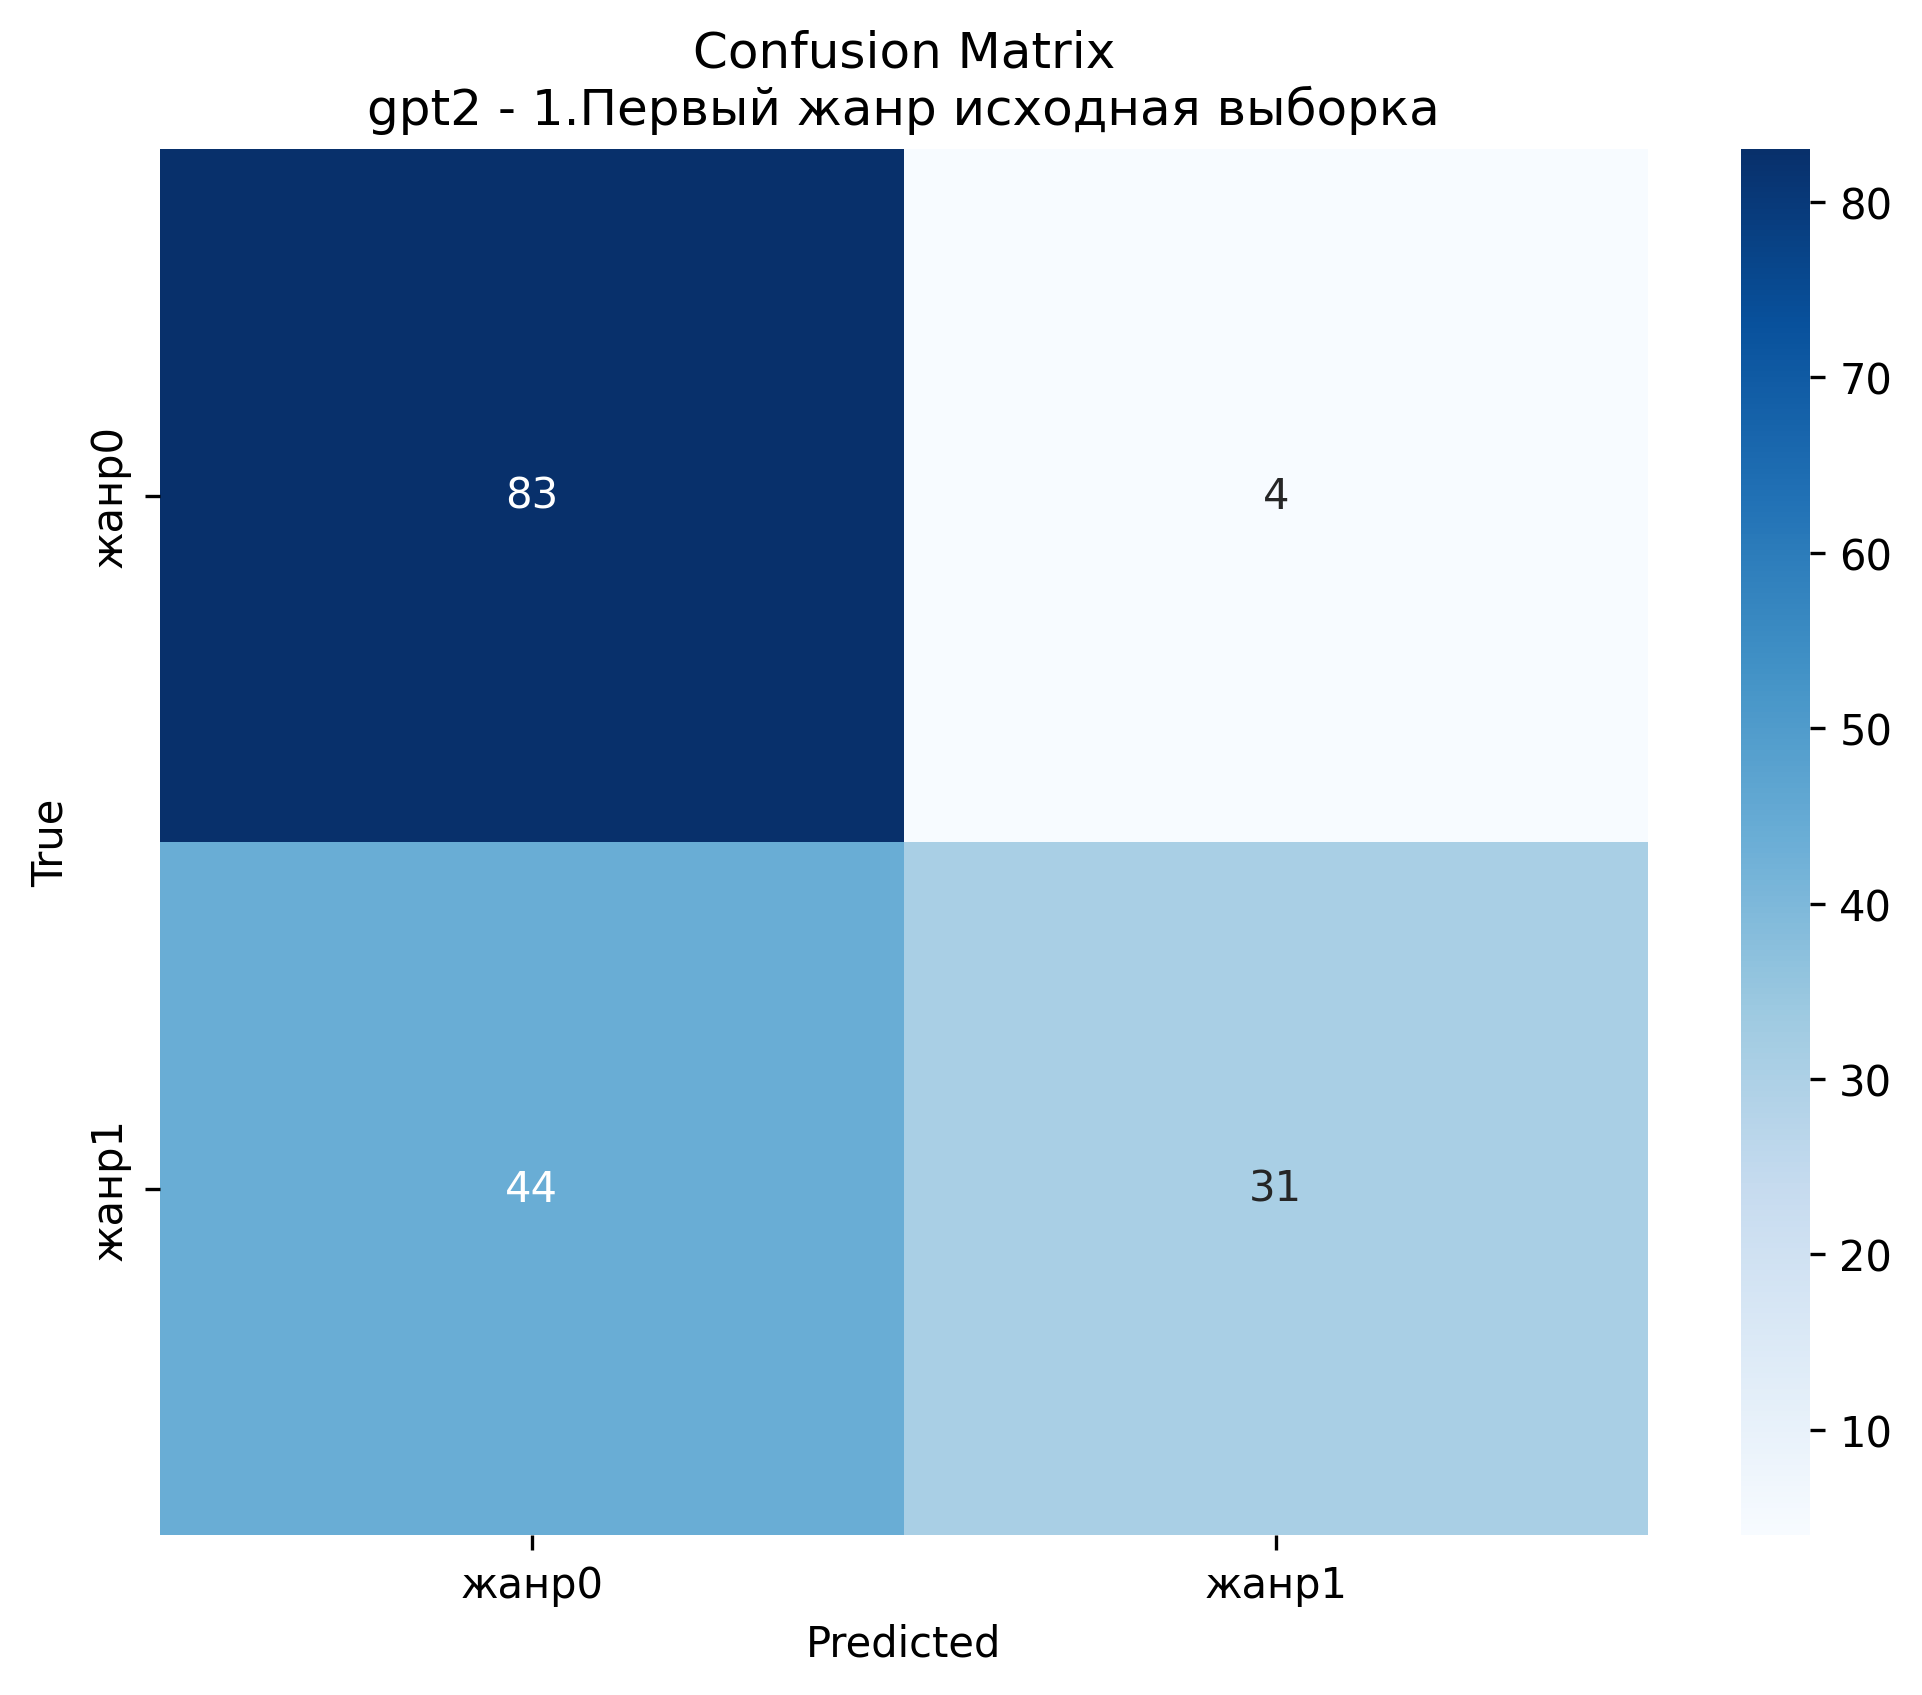 Confusion Matrix
gpt2 - 1.Первый жанр исходная выборка
True
жанр0
жанр1
83
4
44
31
жанр0
жанр1
Predicted
80
70
60
50
40
30
20
10